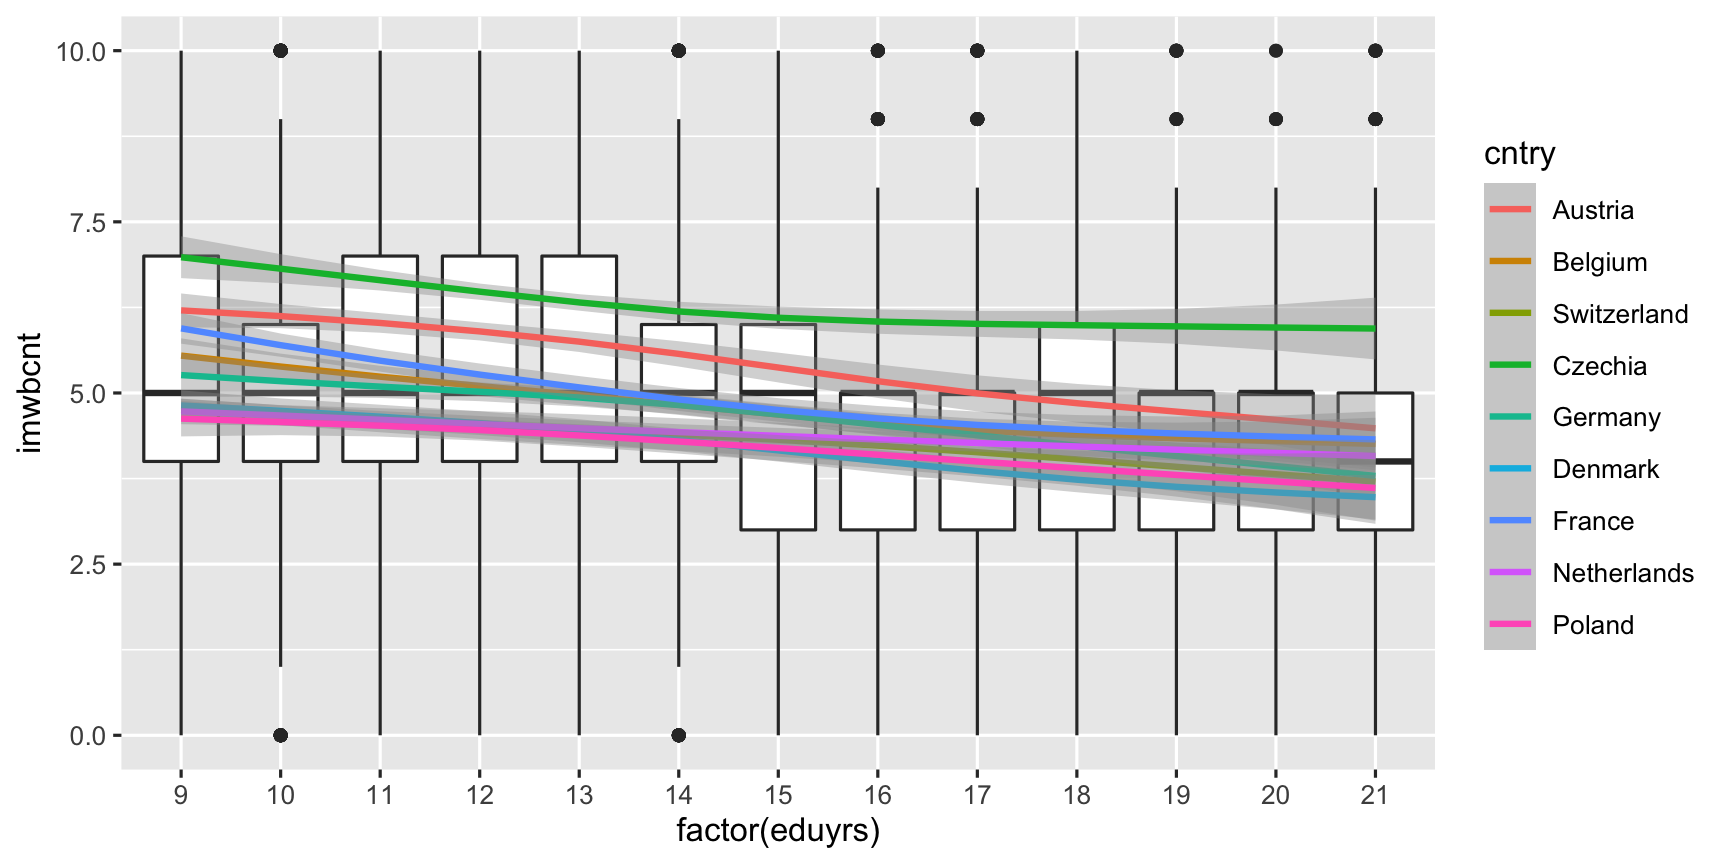 10.0
7.5
5.0
2.5
0.0
imwbcnt
9 10 11 12 13 14 15 16 17 18 19 20 21
factor(eduyrs)
cntry
Austria
Belgium
Switzerland
Czechia
Germany
Denmark
France
Netherlands
Poland